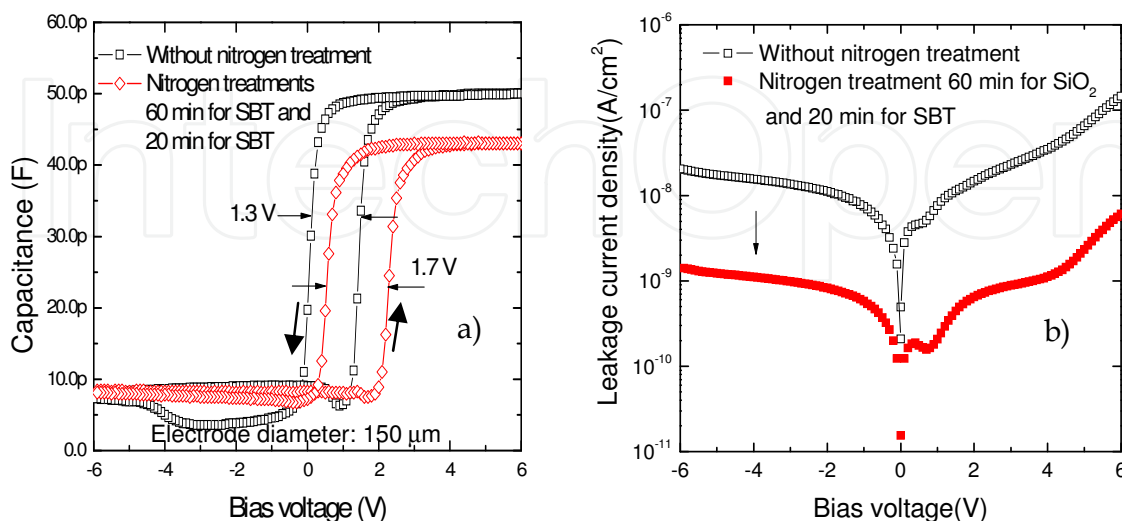 60.0p
50.0p
40.0p
30.0p
20.0p
10.0p
0.0
Capacitance (F)
Without nitrogen treatment
Nitrogen treatments
60 min for SBT and
20 min for SBT
1.3 V
1.7 V
a)
Electrode diameter: 150 μm
-6 -4 -2 0 2 4 6
Bias voltage (V)
10⁻⁶
10⁻⁷
10⁻⁸
10⁻⁹
10⁻¹⁰
10⁻¹¹
Leakage current density(A/cm²)
Without nitrogen treatment
Nitrogen treatment 60 min for SiO₂
and 20 min for SBT
b)
-6 -4 -2 0 2 4 6
Bias voltage(V)
IntechOpen